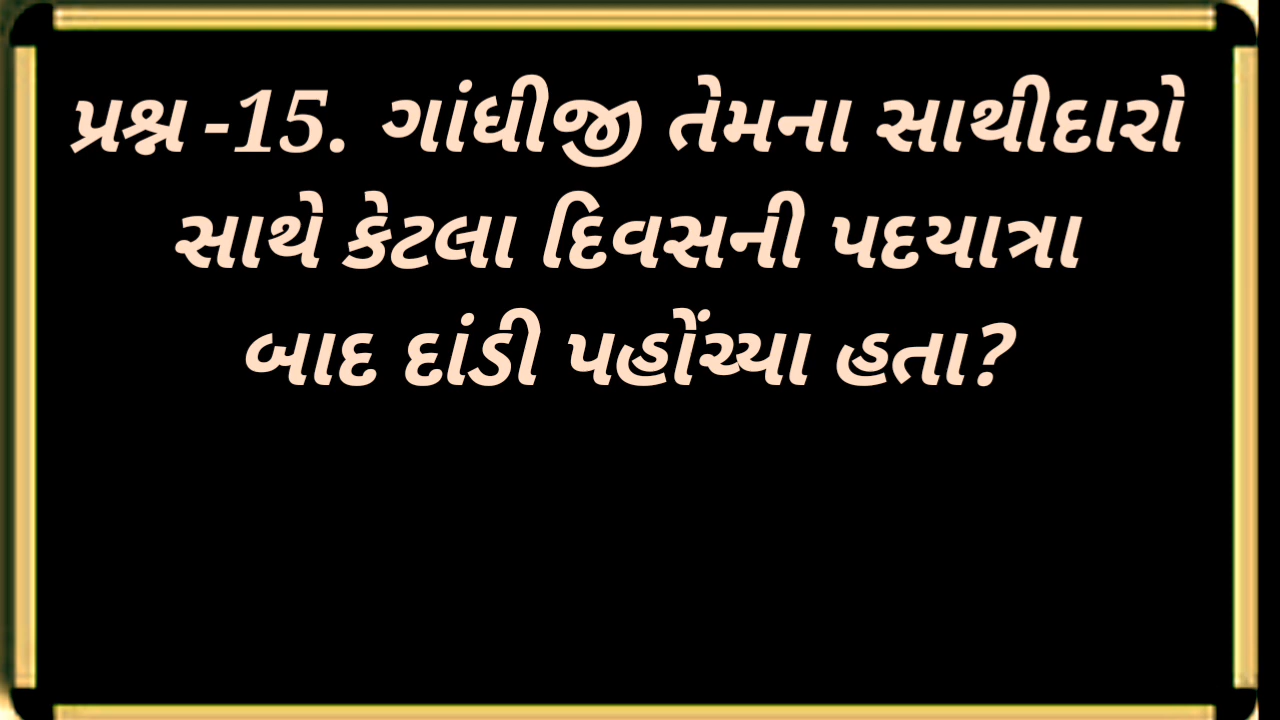 પ્રશ્ન -15. ગાંધીજી તેમના સાથીદારો
સાથે કેટલા દિવસની પદયાત્રા
બાદ દાંડી પહોંચ્યા હતા?